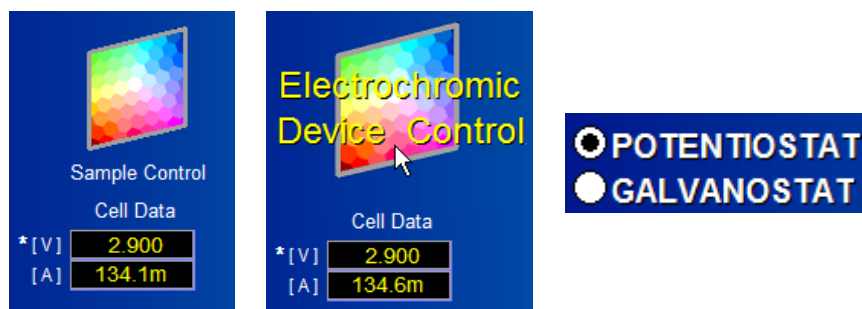 Sample Control
Cell Data
*[V] 2.900
[A] 134.1m
Electrochromic
Device Control
Cell Data
*[V] 2.900
[A] 134.6m
POTENTIOSTAT
GALVANOSTAT